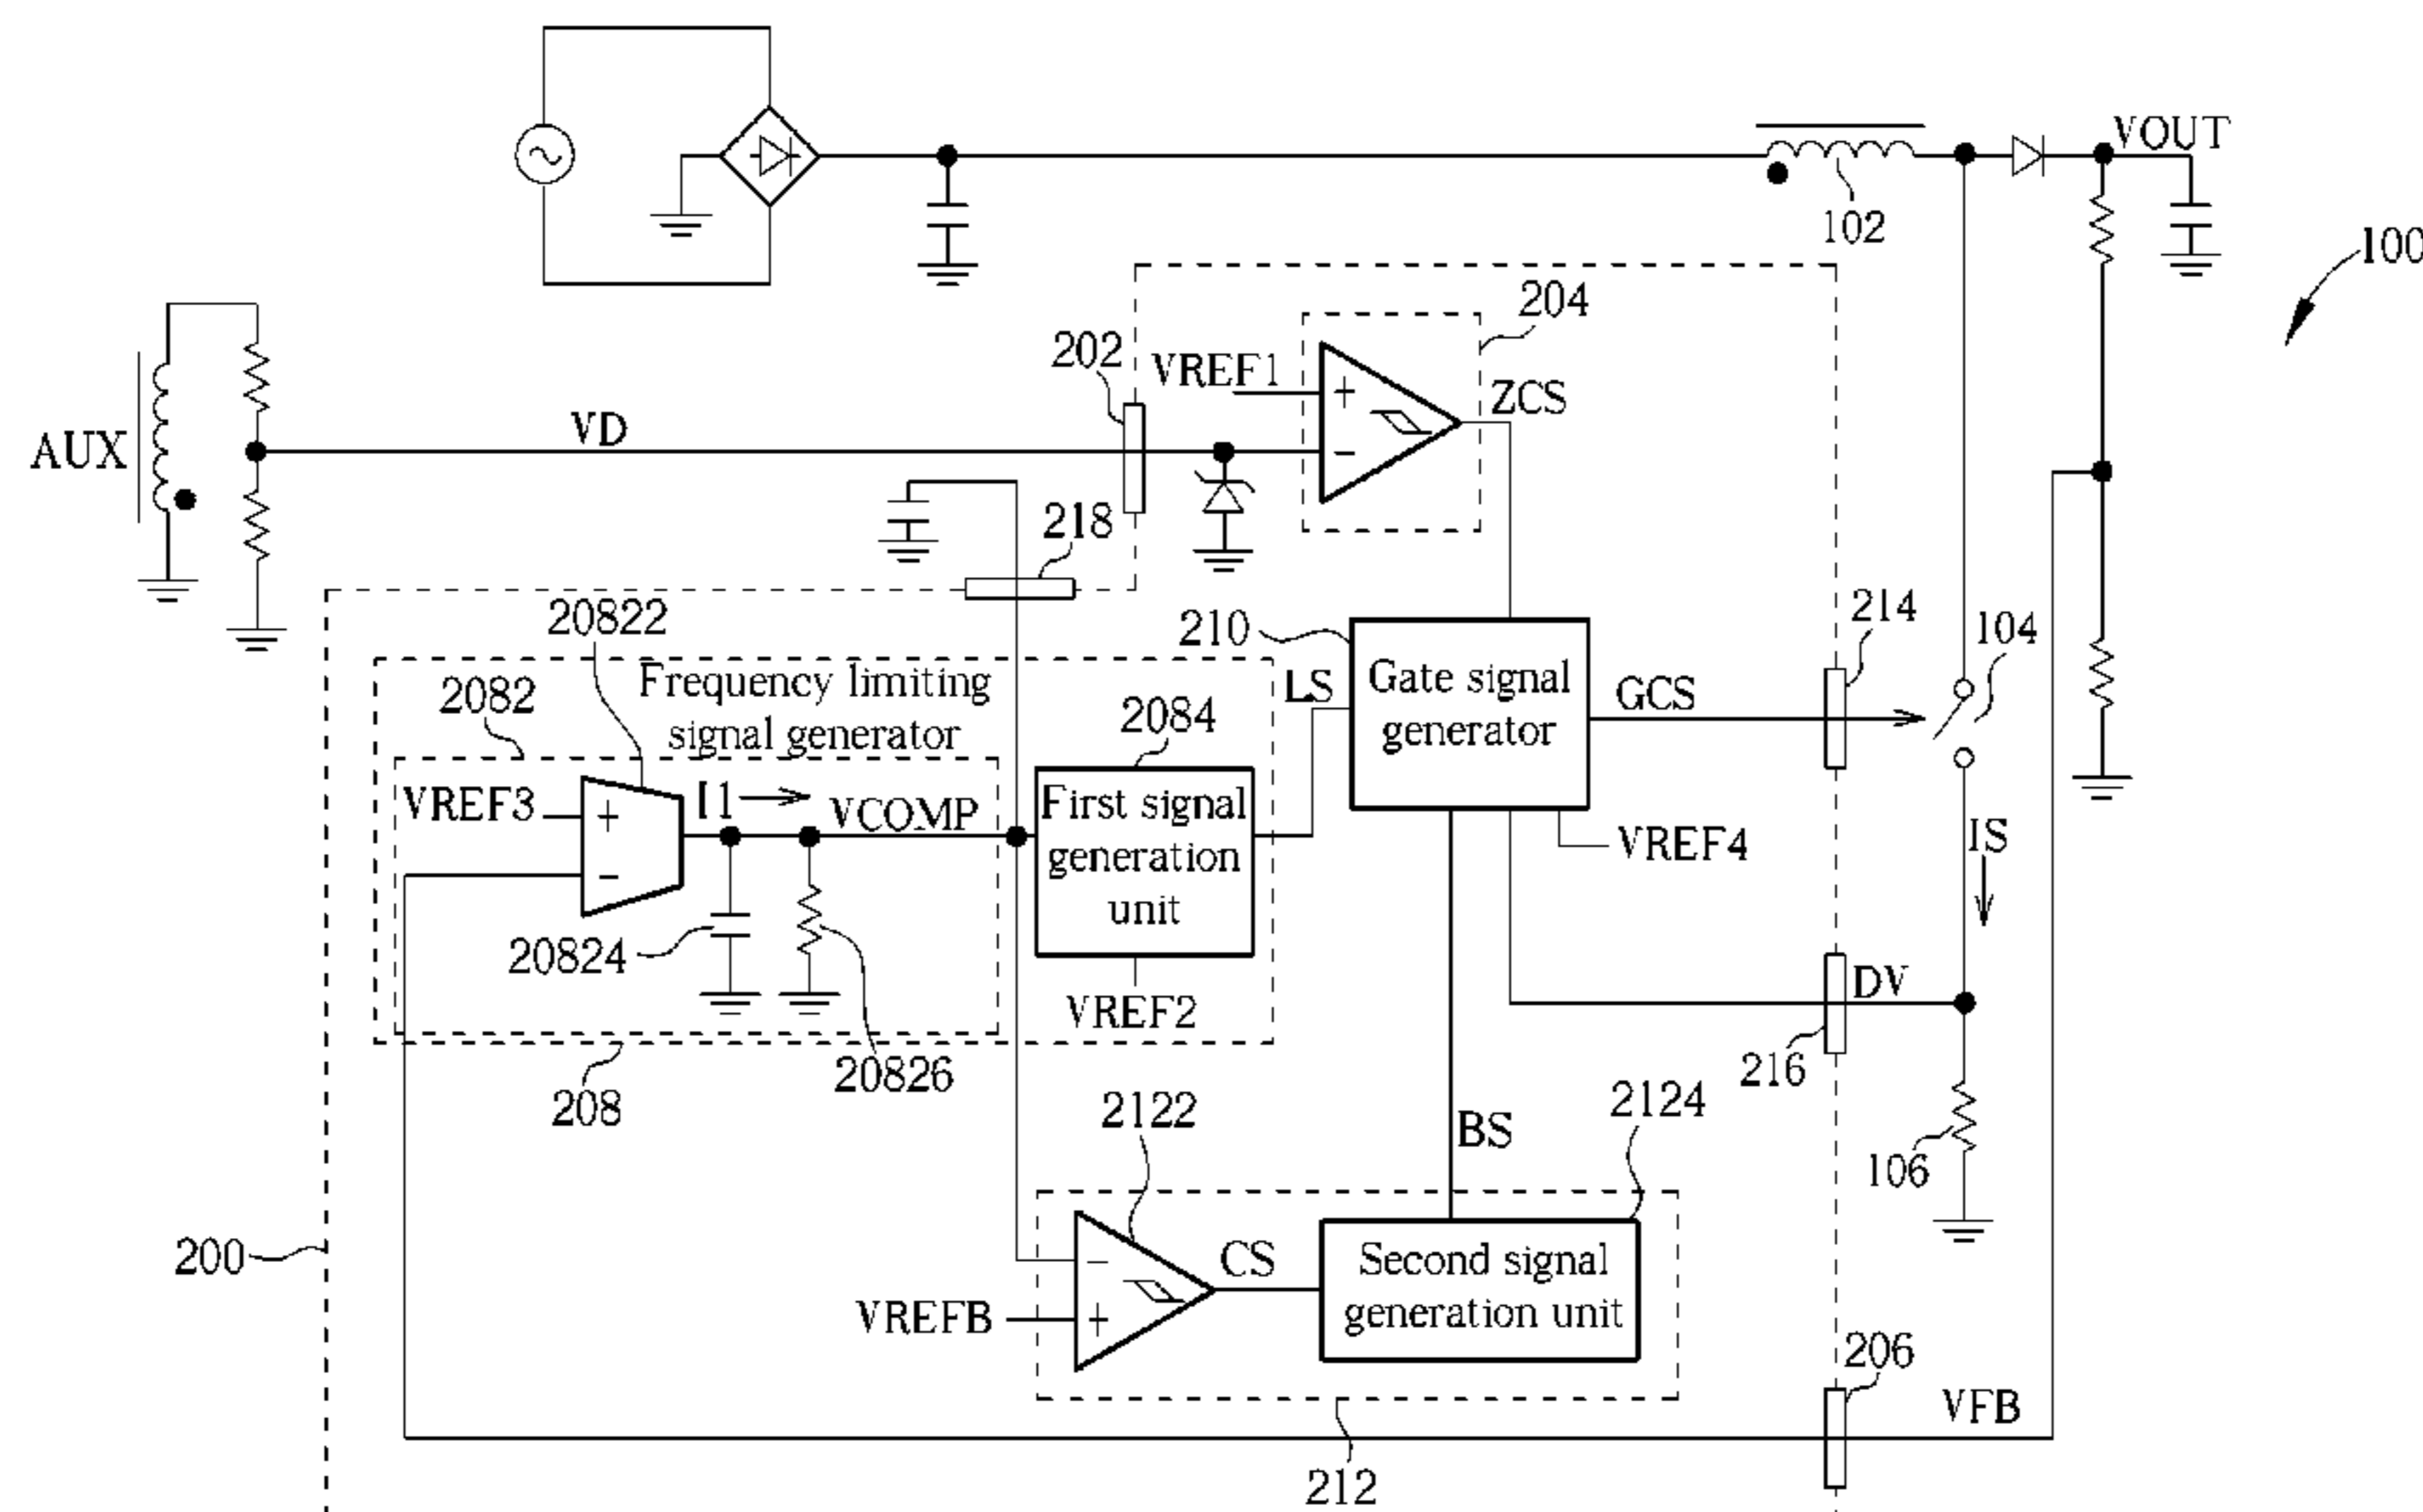 VOUT
102
100
204
202
VREF1
ZCS
AUX
VD
218
20822
210
214
104
2082
Frequency limiting
signal generator
2084
LS
Gate signal
generator
GCS
VREF3
I1
VCOMP
First signal
generation
unit
VREF4
IS
20824
VREF2
DV
20826
216
208
2122
2124
BS
106
200
CS
Second signal
generation unit
VREFB
206
VFB
212